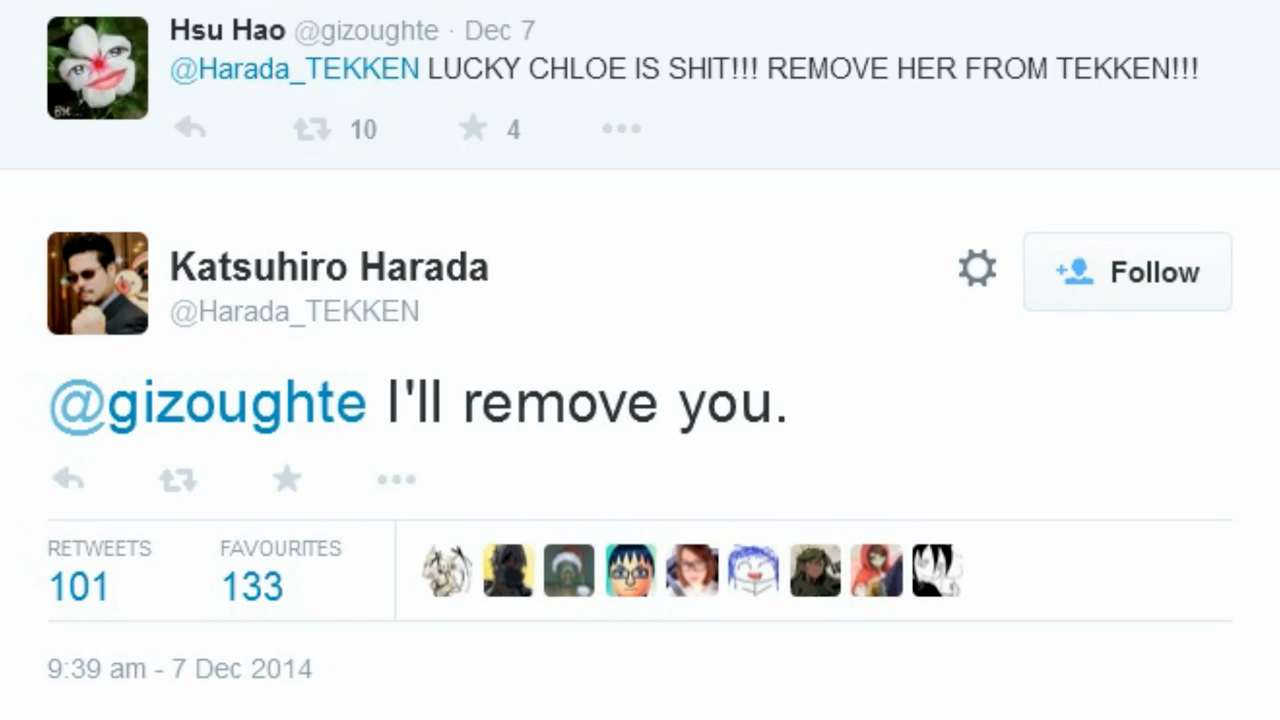 Hsu Hao @gizoughte · Dec 7
@Harada_TEKKEN LUCKY CHLOE IS SHIT!!! REMOVE HER FROM TEKKEN!!!
10 4
Katsuhiro Harada
@Harada_TEKKEN
Follow
@gizoughte I'll remove you.
RETWEETS FAVOURITES
101 133
9:39 am - 7 Dec 2014